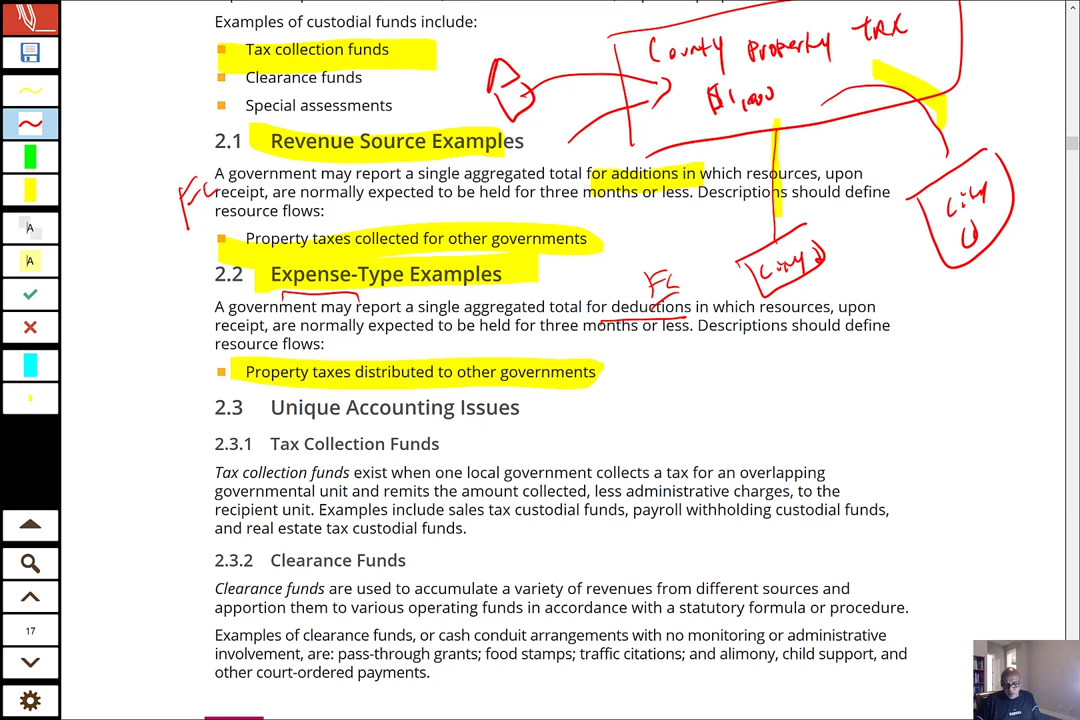 Examples of custodial funds include:
Tax collection funds
Clearance funds
Special assessments
County property tax
$1,000
2.1 Revenue Source Examples
A government may report a single aggregated total for additions in which resources, upon
receipt, are normally expected to be held for three months or less. Descriptions should define
resource flows:
City
Property taxes collected for other governments
City
2.2 Expense-Type Examples
A government may report a single aggregated total for deductions in which resources, upon
receipt, are normally expected to be held for three months or less. Descriptions should define
resource flows:
Property taxes distributed to other governments
2.3 Unique Accounting Issues
2.3.1 Tax Collection Funds
Tax collection funds exist when one local government collects a tax for an overlapping
governmental unit and remits the amount collected, less administrative charges, to the
recipient unit. Examples include sales tax custodial funds, payroll withholding custodial funds,
and real estate tax custodial funds.
2.3.2 Clearance Funds
Clearance funds are used to accumulate a variety of revenues from different sources and
apportion them to various operating funds in accordance with a statutory formula or procedure.
Examples of clearance funds, or cash conduit arrangements with no monitoring or administrative
involvement, are: pass-through grants; food stamps; traffic citations; and alimony, child support, and
other court-ordered payments.
A
A
17